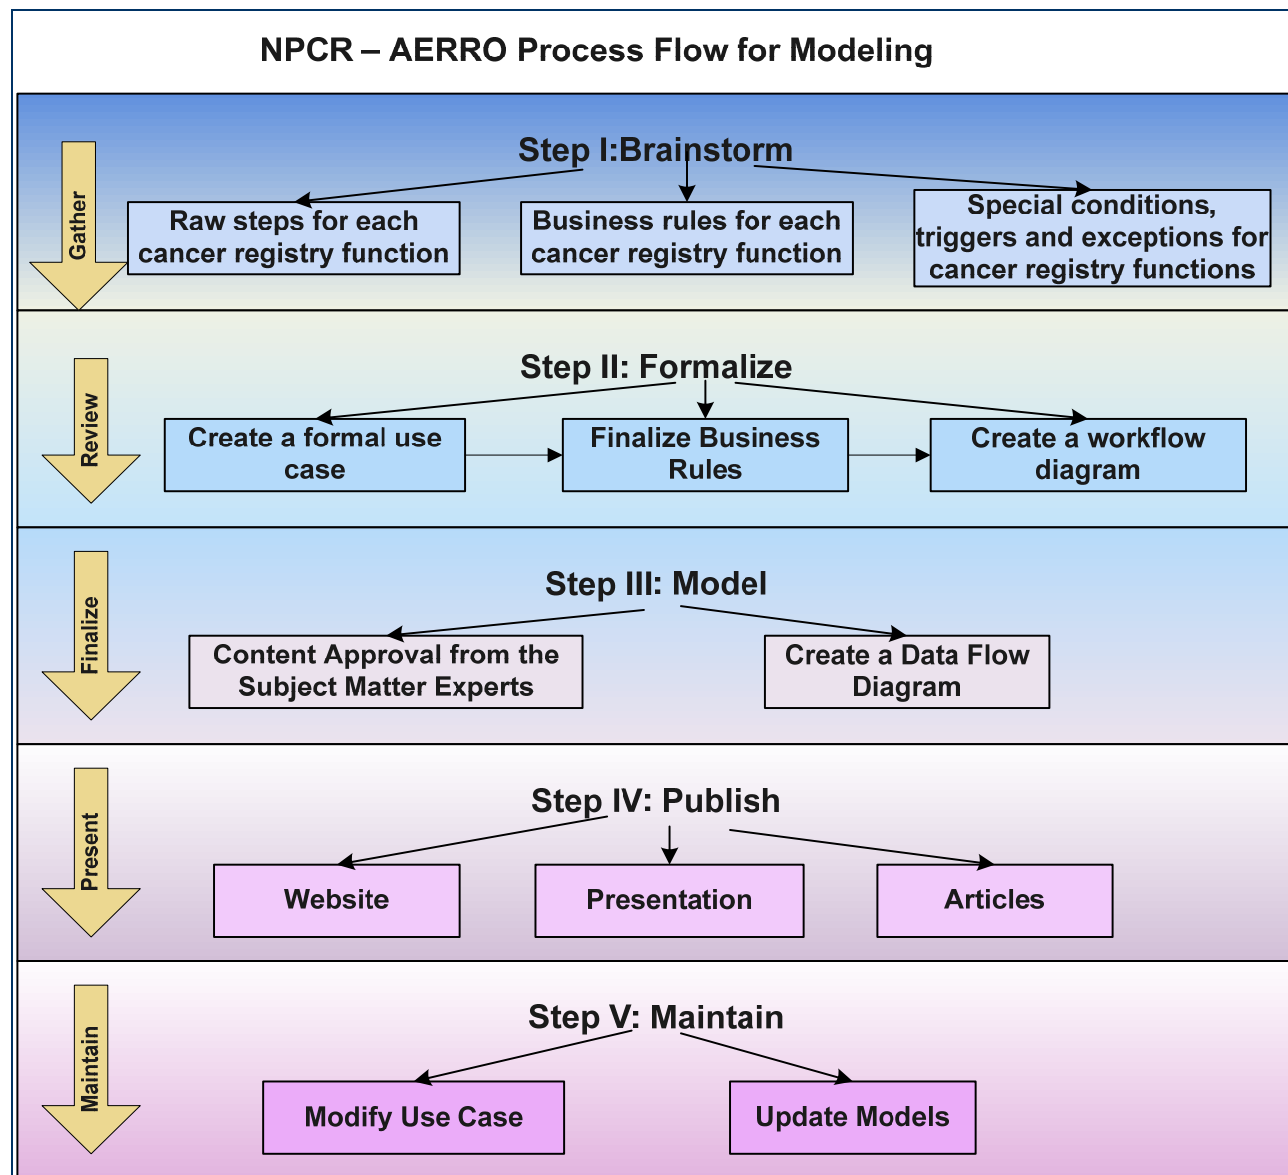 NPCR – AERRO Process Flow for Modeling
Step I:Brainstorm
Gather
Raw steps for each
cancer registry function
Business rules for each
cancer registry function
Special conditions,
triggers and exceptions for
cancer registry functions
Step II: Formalize
Review
Create a formal use
case
Finalize Business
Rules
Create a workflow
diagram
Step III: Model
Finalize
Content Approval from the
Subject Matter Experts
Create a Data Flow
Diagram
Step IV: Publish
Present
Website
Presentation
Articles
Step V: Maintain
Maintain
Modify Use Case
Update Models